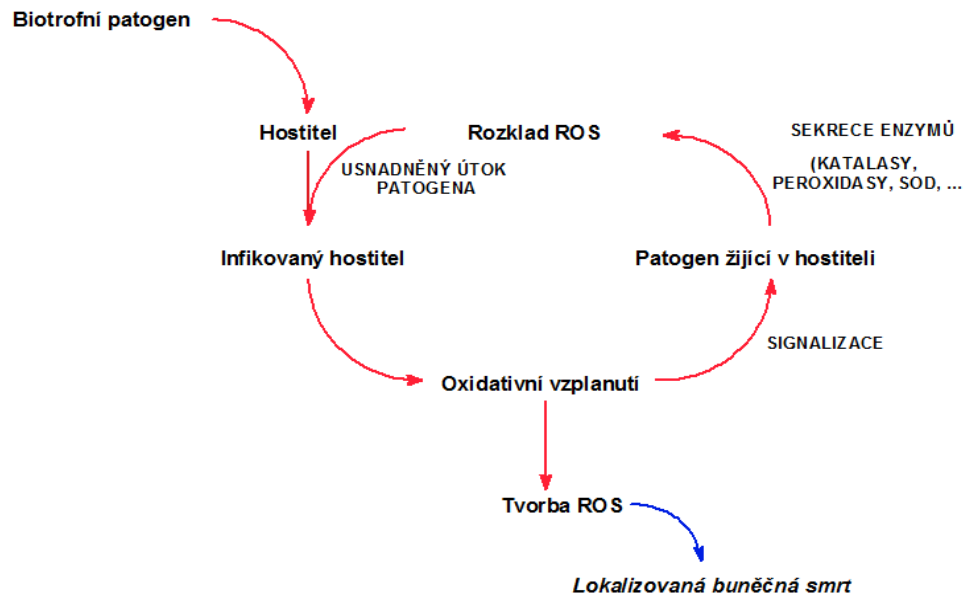 Biotrofní patogen
Hostitel
Rozklad ROS
SEKRECE ENZYMŮ
(KATALASY,
PEROXIDASY, SOD, ...
USNADNĚNÝ ÚTOK
PATOGENA
Infikovaný hostitel
Patogen žijící v hostiteli
SIGNALIZACE
Oxidativní vzplanutí
Tvorba ROS
Lokalizovaná buněčná smrt